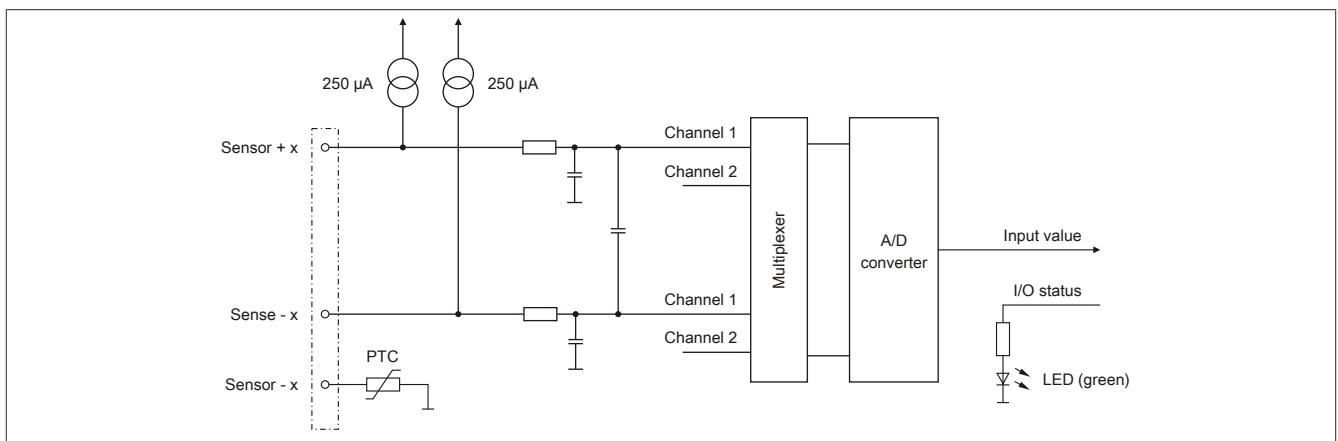 250 µA
250 µA
Sensor + x
Channel 1
Channel 2
Multiplexer
A/D
converter
Input value
I/O status
Sense - x
Channel 1
Channel 2
PTC
Sensor - x
LED (green)